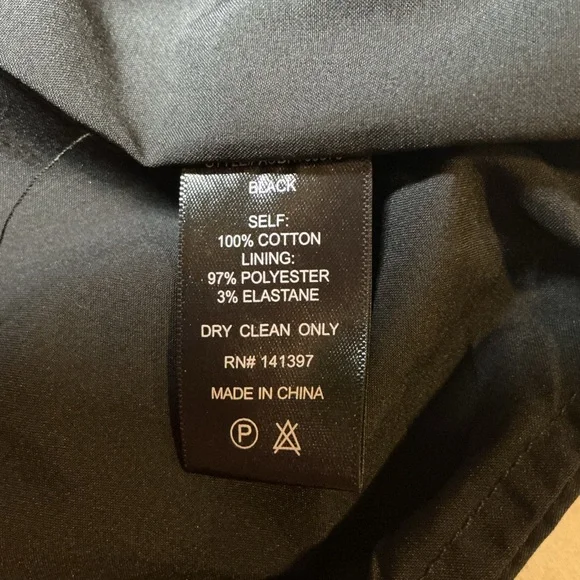 BLACK
SELF:
100% COTTON
LINING:
97% POLYESTER
3% ELASTANE
DRY CLEAN ONLY
RN# 141397
MADE IN CHINA
P